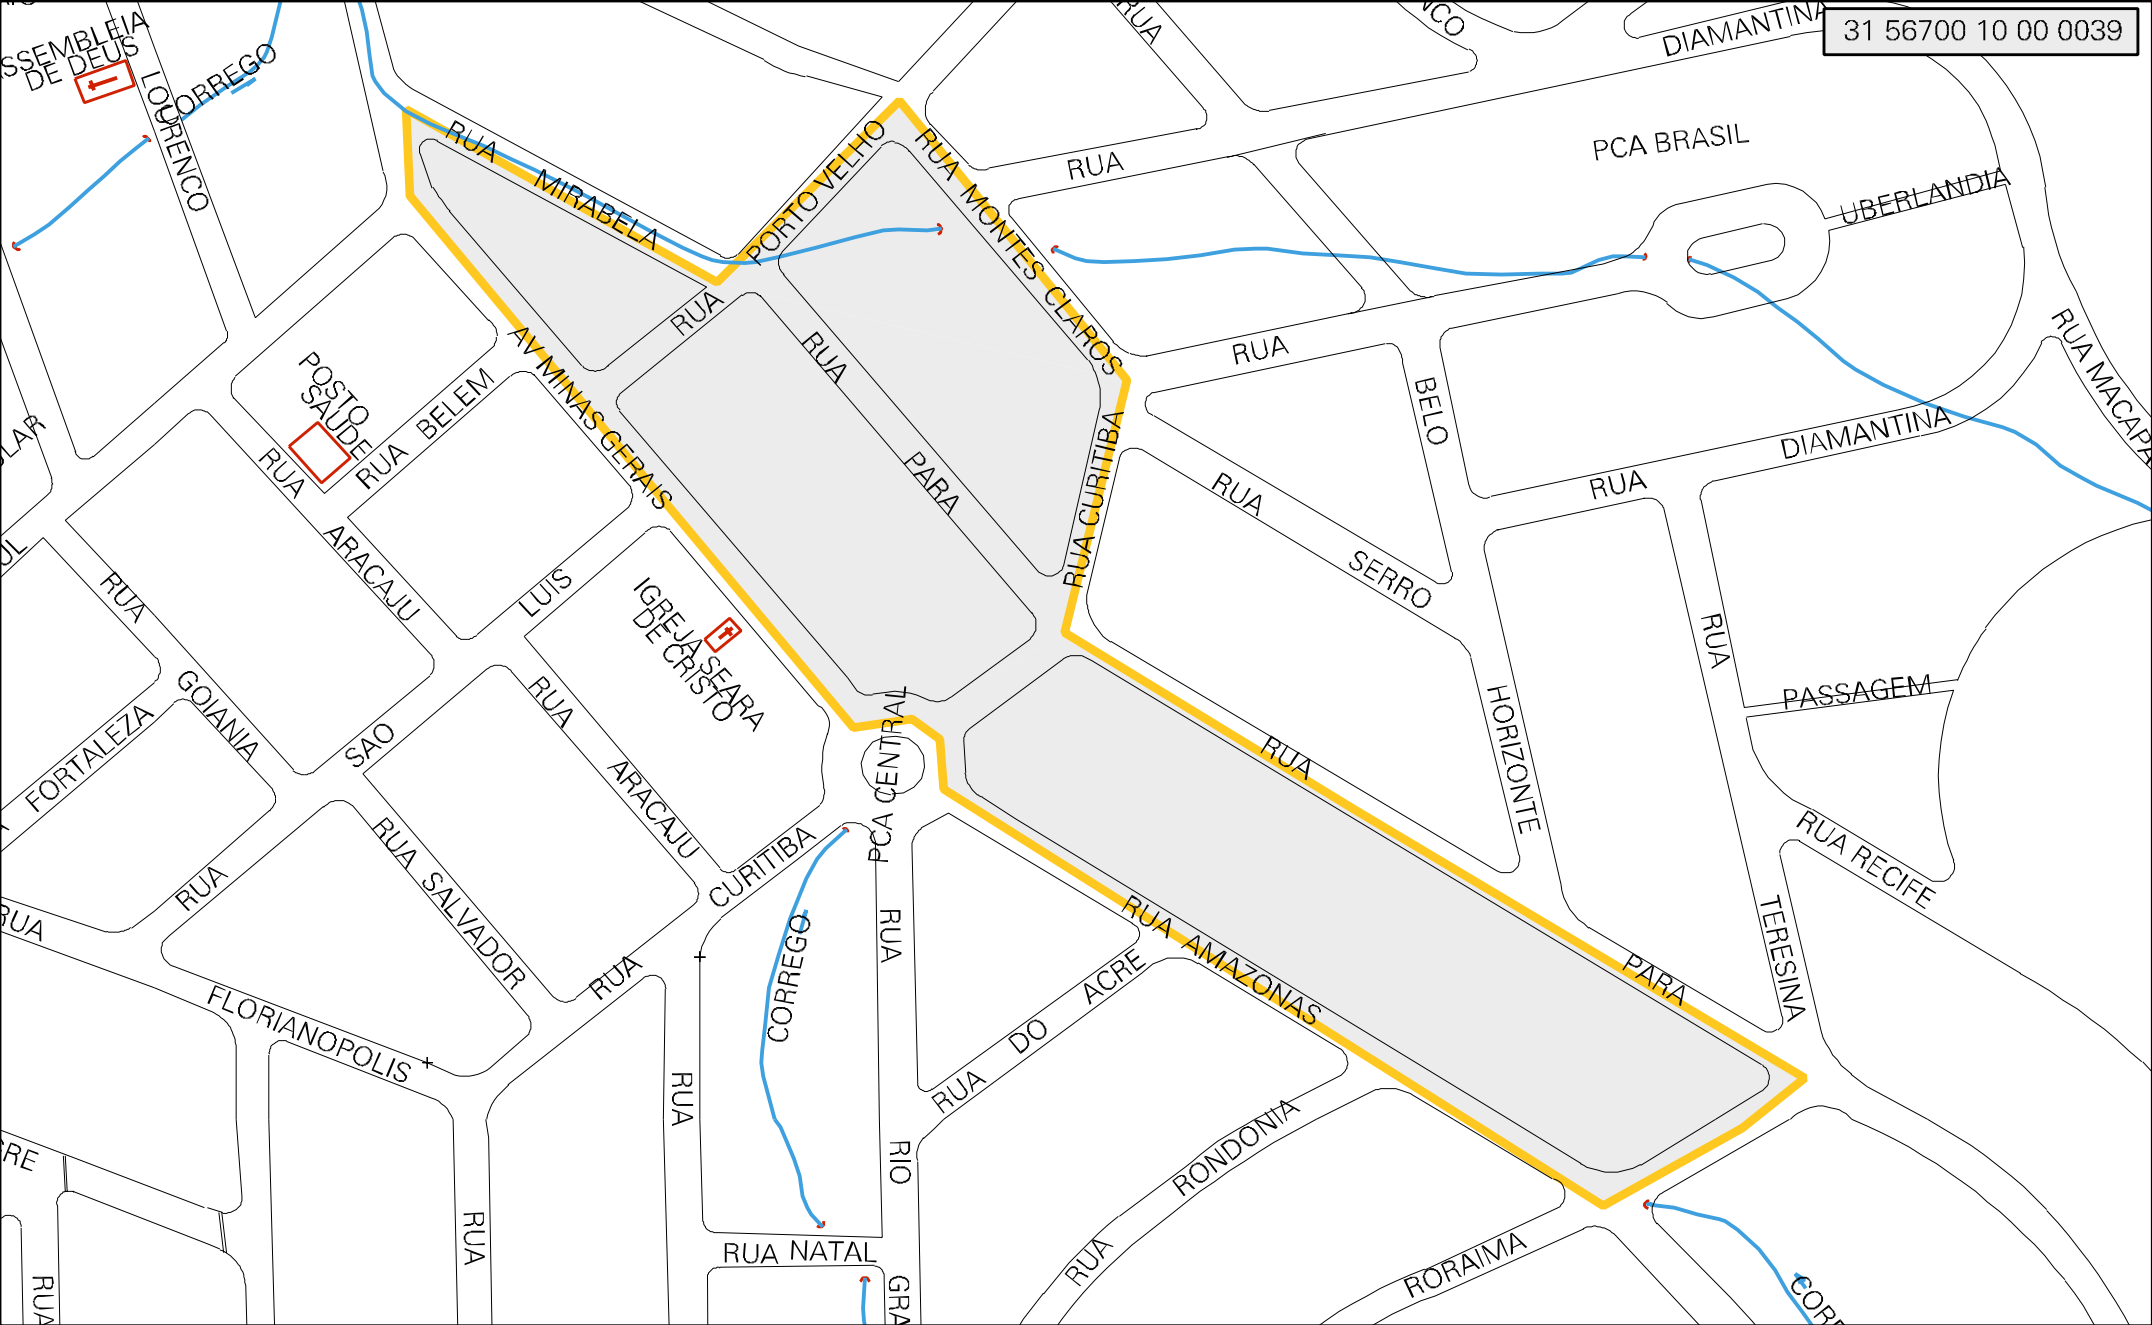 31 56700 10 00 0039
DIAMANTINA
RUA
ASSEMBLEIA
DE DEUS
CORREGO
LOURENCO
RUA
MIRABELA
PORTO VELHO
RUA
RUA MONTES CLAROS
RUA
PCA BRASIL
UBERLANDIA
RUA
BELO
HORIZONTE
RUA MACAPA
DIAMANTINA
RUA
POSTO
SAUDE
RUA BELEM
AV MINAS GERAIS
RUA
PARA
RUA CURITIBA
RUA
SERRO
RUA
ARACAJU
LUIS
SAO
RUA
IGREJA SEARA
DE CRISTO
RUA
GOIANIA
FORTALEZA
RUA
ARACAJU
PCA CENTRAL
RUA
PARA
RUA
TERESINA
PASSAGEM
RUA RECIFE
RUA SALVADOR
CURITIBA
RUA
CORREGO
RUA
RIO
GRA
RUA AMAZONAS
RUA DO ACRE
RUA
FLORIANOPOLIS
RUA
RUA
RUA
RUA RONDONIA
RORAIMA
RUA NATAL
CORR